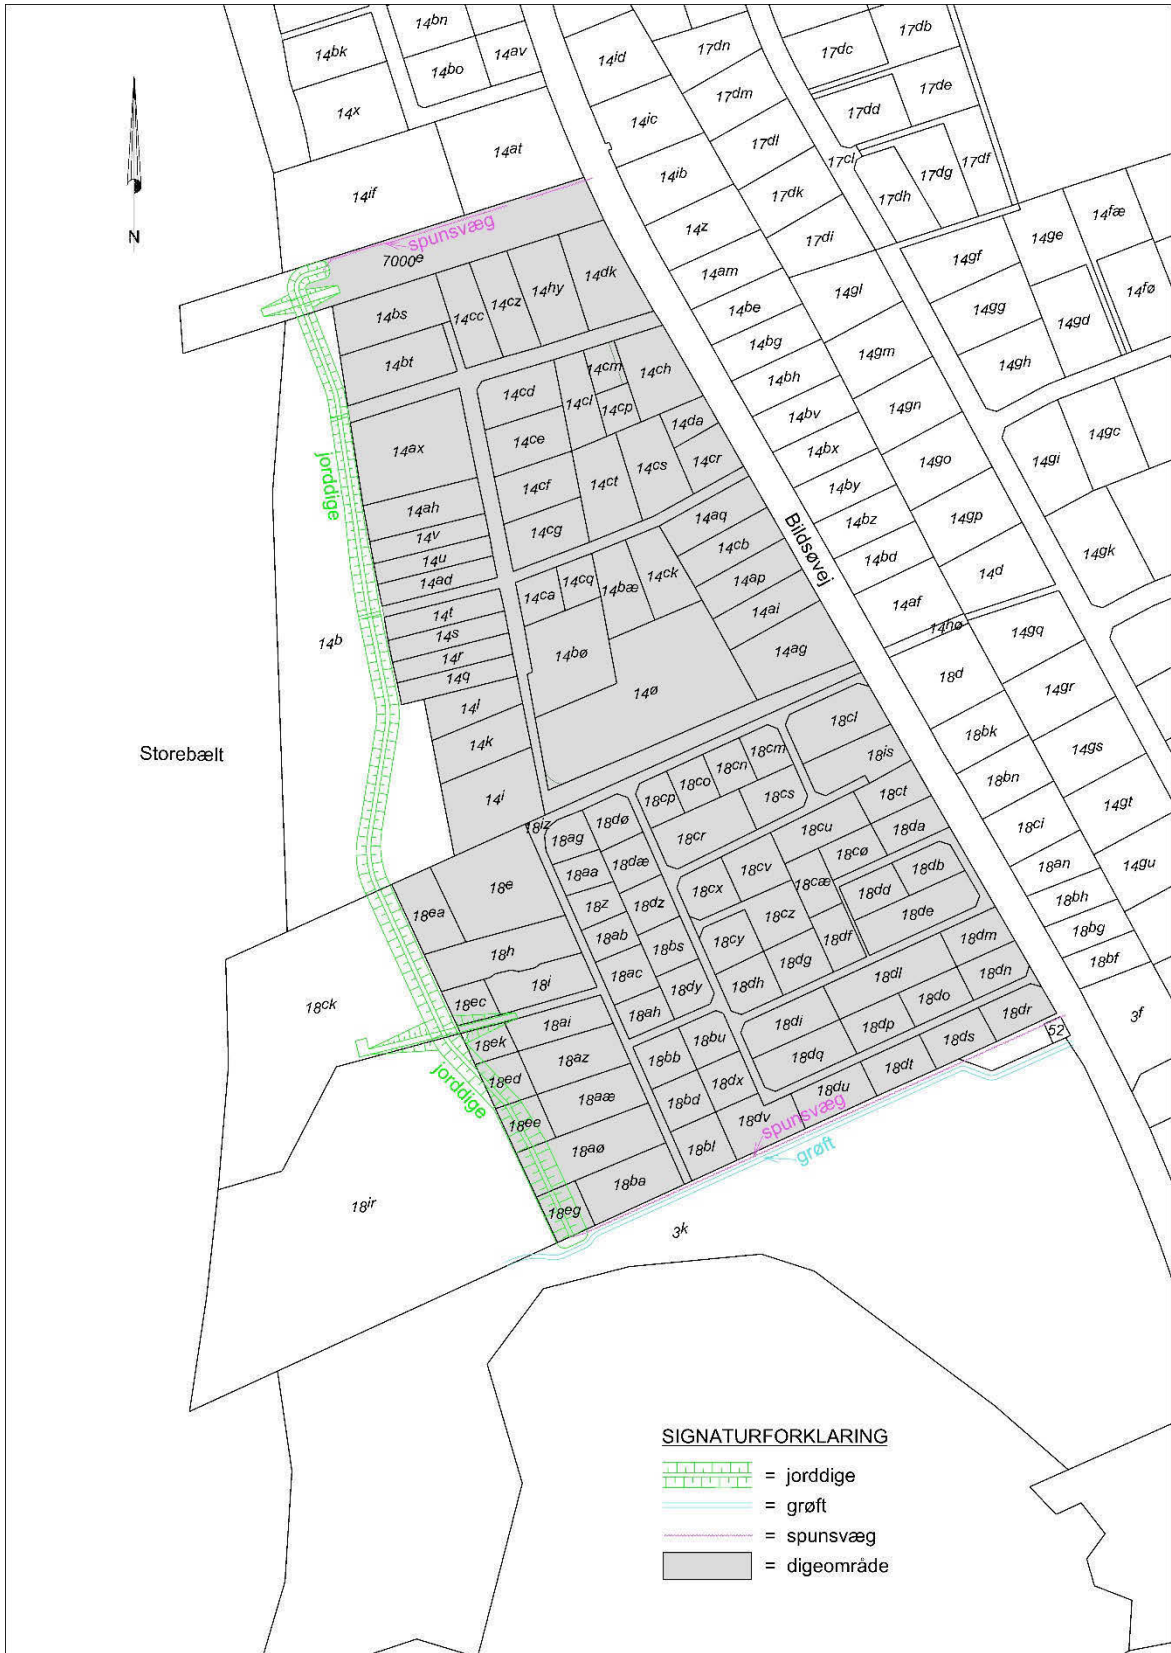 14bn
17db
14bk
14av
14id
17dn
17dc
14bo
17de
17dm
14x
17dd
14ic
17dl
14at
17cl
17dg
17df
14ib
17dk
14if
17dh
14fæ
14z
14ge
17di
14gf
N
spunsvæg
7000e
14dk
14am
14fø
14hy
14gl
14gg
14cz
14be
14bs
14cc
14gd
14bg
14gm
14bt
14gh
14cm
14ch
14bh
14cd
14cl
14gn
14cp
14bv
14da
14gc
14ce
14bx
14ax
14cr
14gi
14go
14cs
jorddige
14ct
14cf
14by
14ah
14aq
14gp
14bz
14cg
Bildsøvej
14v
14cb
14gk
14u
14bd
14cq
14ck
14ap
14d
14ad
14bæ
14ca
14af
14t
14ai
14hø
14s
14gq
14b
14bø
14ag
14r
18d
14q
14ø
14gr
14l
18cl
18bk
14k
14gs
Storebælt
18cm
18is
18cn
18bn
18co
18cp
18cs
18ct
14i
14gt
18dø
18iz
18cr
18ci
18ag
18cu
18da
18dæ
18cø
18an
14gu
18aa
18cv
18db
18e
18cx
18cæ
18dd
18bh
18z
18dz
18ea
18cz
18de
18bg
18ab
18cy
18dm
18h
18bs
18df
18bf
18dg
18ac
18dl
18dn
18i
18dy
18dh
18ec
18ck
18ah
18do
3f
18ai
18di
18dr
52
18bu
18dp
18ek
18ds
18bb
18az
18dq
18dt
jorddige
18ed
18dx
18du
18aæ
18bd
18dv
spunsvæg
18ee
18aø
18bl
grøft
18ba
18ir
18eg
3k
SIGNATURFORKLARING
= jorddige
= grøft
= spunsvæg
= digeområde